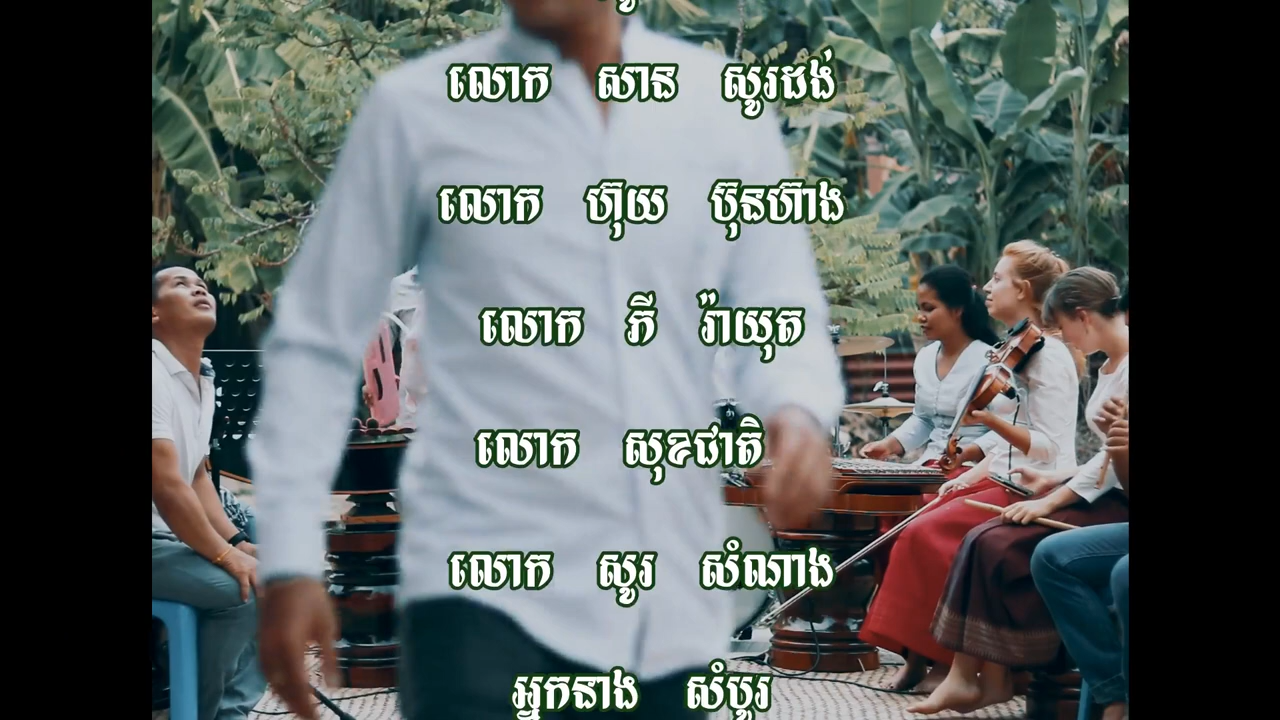 លោក សាន សូរដង់
លោក ហ៊ុយ ប៊ុនហ៊ាង
លោក ភី រ៉ាយុត
លោក សុខជាតិ
លោក សូរ សំណាង
អ្នកនាង សំបូរ